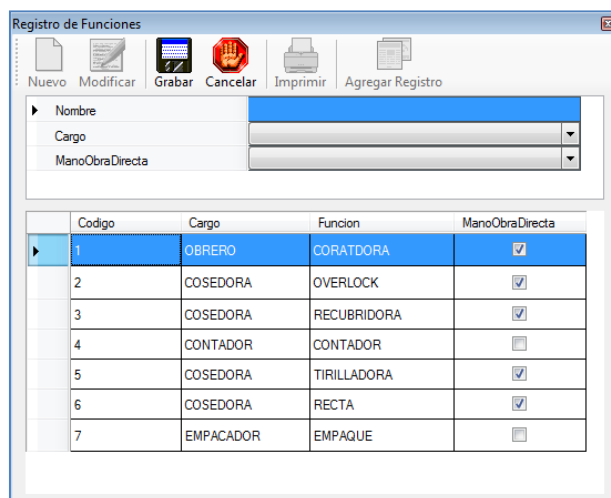 Registro de Funciones
Nuevo Modificar Grabar Cancelar Imprimir Agregar Registro
Nombre
Cargo
ManoObraDirecta
Codigo Cargo Funcion ManoObraDirecta
1 OBRERO CORATDORA
2 COSEDORA OVERLOCK
3 COSEDORA RECUBRIDORA
4 CONTADOR CONTADOR
5 COSEDORA TIRILLADORA
6 COSEDORA RECTA
7 EMPACADOR EMPAQUE